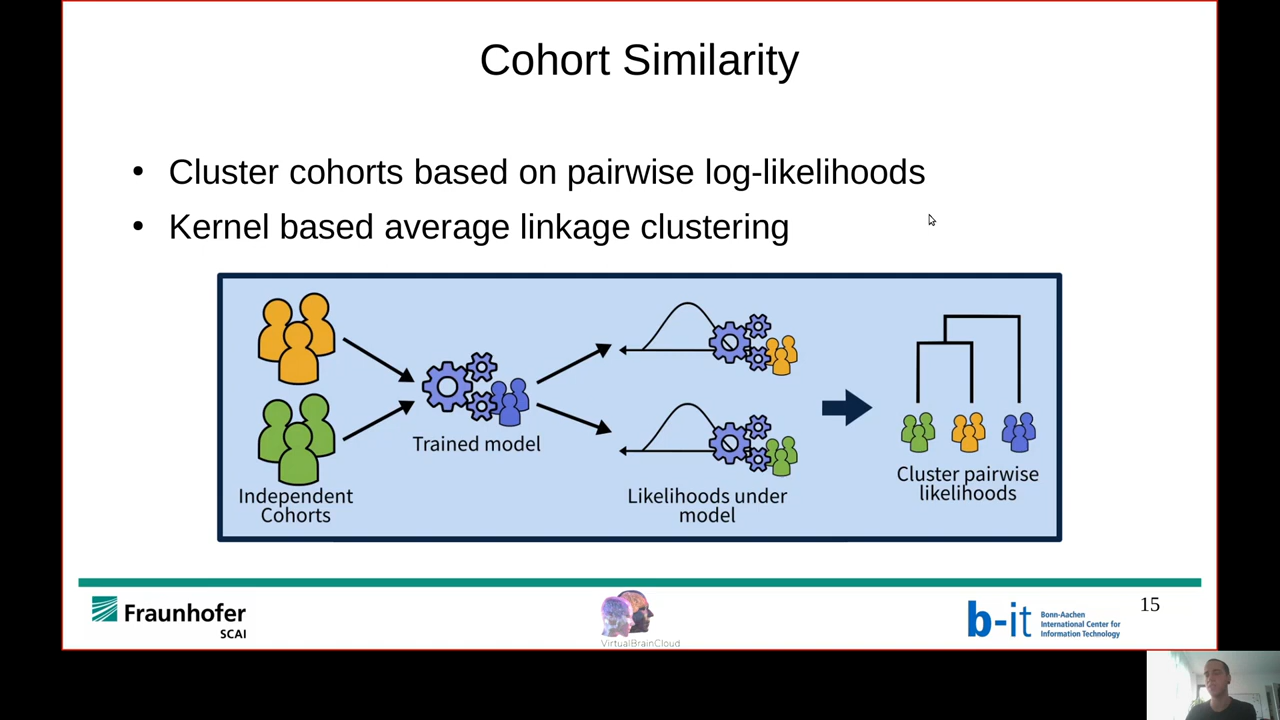 Cohort Similarity
• Cluster cohorts based on pairwise log-likelihoods
• Kernel based average linkage clustering
Independent
Cohorts
Trained model
Likelihoods under
model
Cluster pairwise
likelihoods
Fraunhofer
SCAI
VirtualBrainCloud
b-it
Bonn-Aachen
International Center for
Information Technology
15